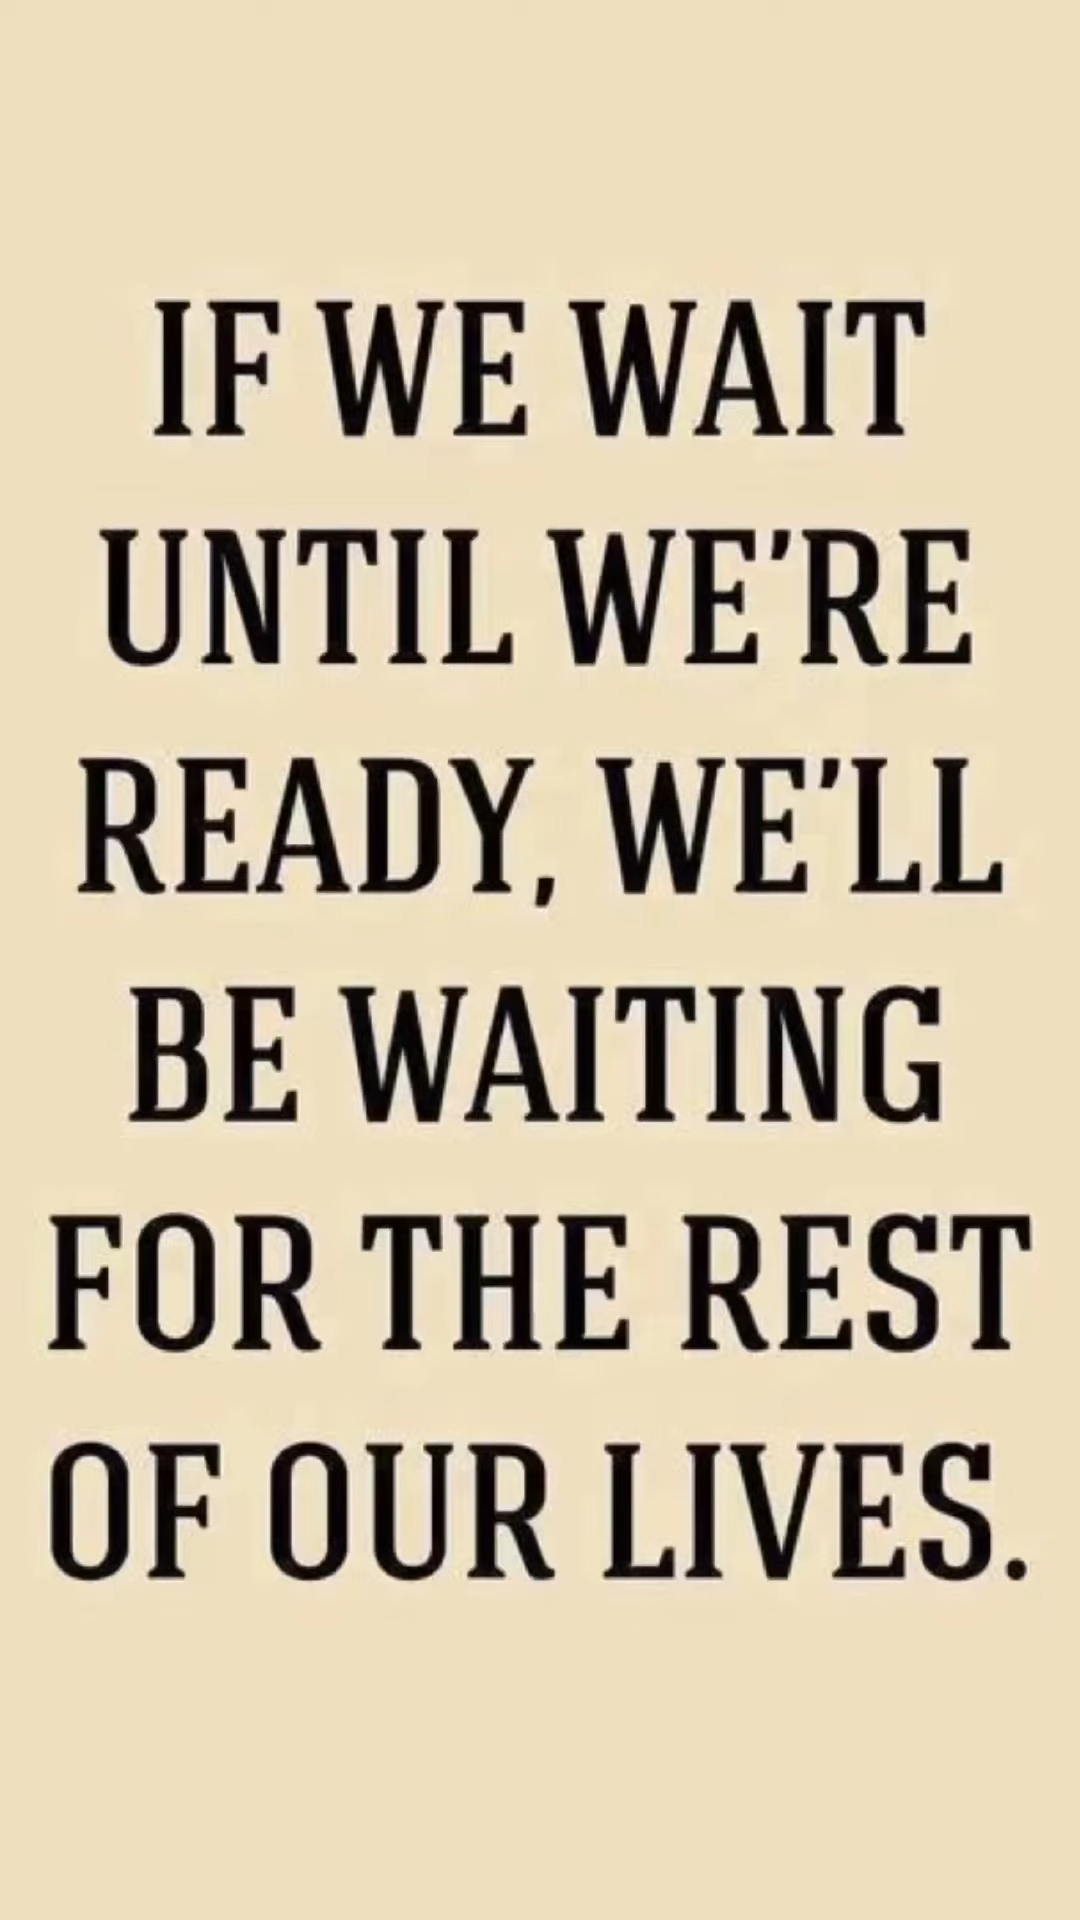 IF WE WAIT
UNTIL WE’RE
READY, WE’LL
BE WAITING
FOR THE REST
OF OUR LIVES.